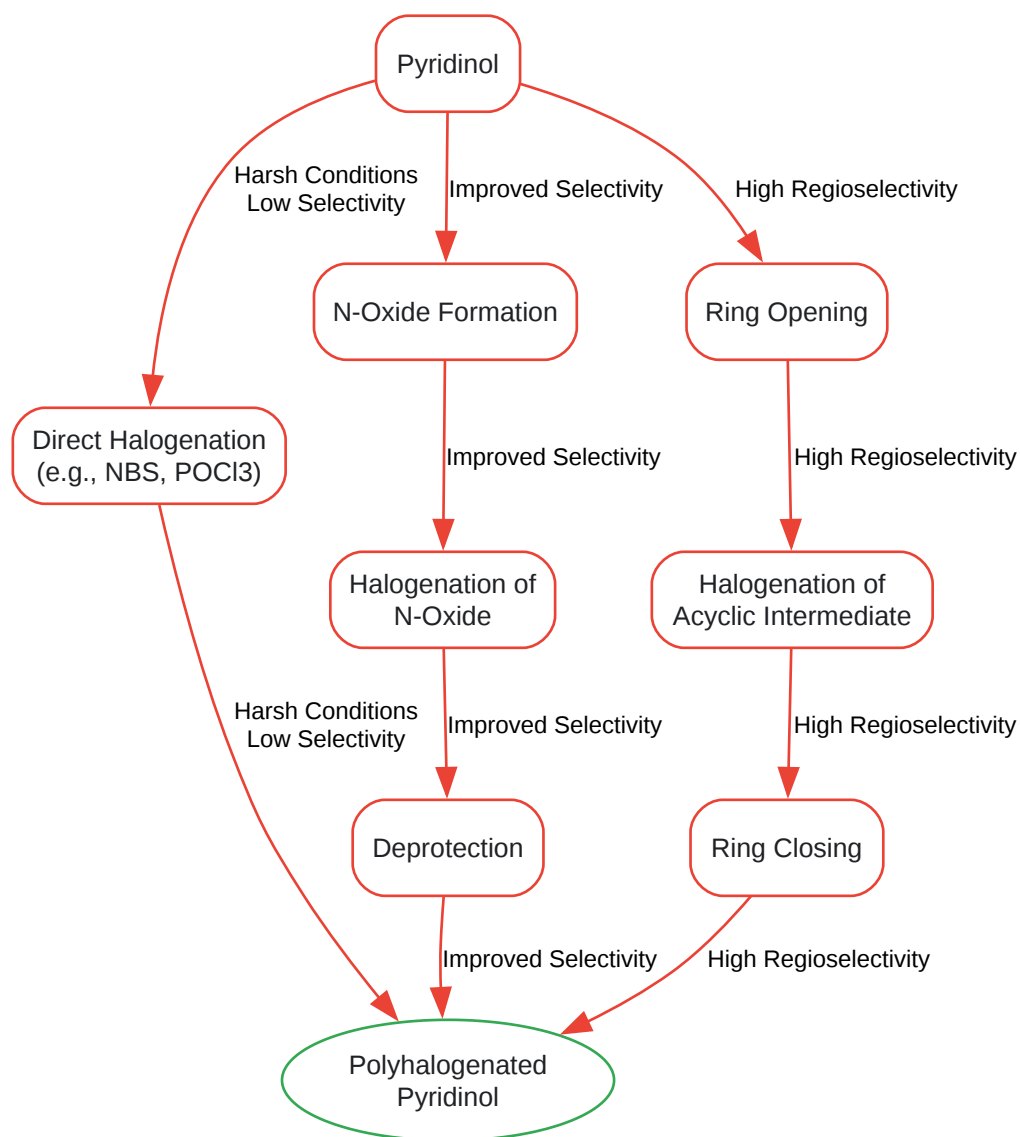 Pyridinol
Harsh Conditions
Low Selectivity
Improved Selectivity
High Regioselectivity
N-Oxide Formation
Ring Opening
Direct Halogenation
(e.g., NBS, POCl3)
Improved Selectivity
High Regioselectivity
Halogenation of
N-Oxide
Halogenation of
Acyclic Intermediate
Harsh Conditions
Low Selectivity
Improved Selectivity
High Regioselectivity
Deprotection
Ring Closing
Improved Selectivity
High Regioselectivity
Polyhalogenated
Pyridinol